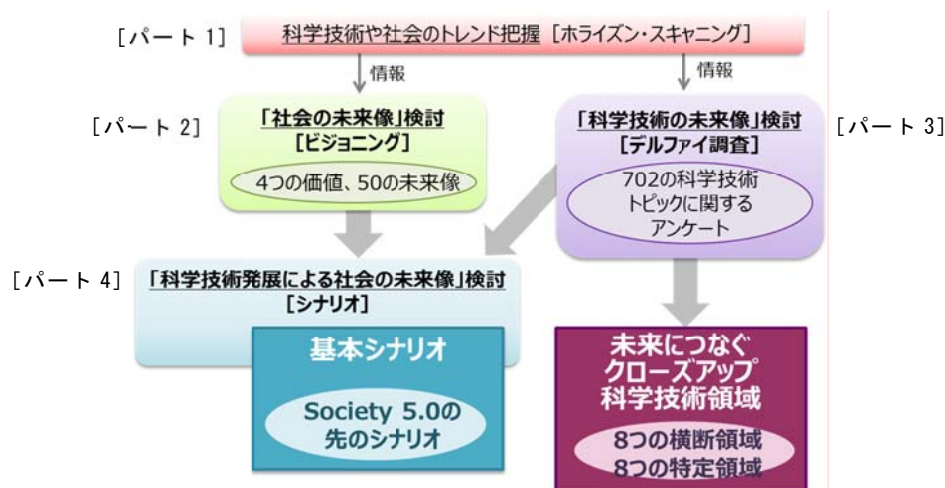 [パート 1]
科学技術や社会のトレンド把握 [ホライズン・スキャニング]
情報
情報
[パート 2]
「社会の未来像」検討
[ビジョニング]
4つの価値、50の未来像
「科学技術の未来像」検討
[デルファイ調査]
702の科学技術
トピックに関する
アンケート
[パート 3]
[パート 4]
「科学技術発展による社会の未来像」検討
[シナリオ]
基本シナリオ
Society 5.0の
先のシナリオ
未来につなぐ
クローズアップ
科学技術領域
8つの横断領域
8つの特定領域